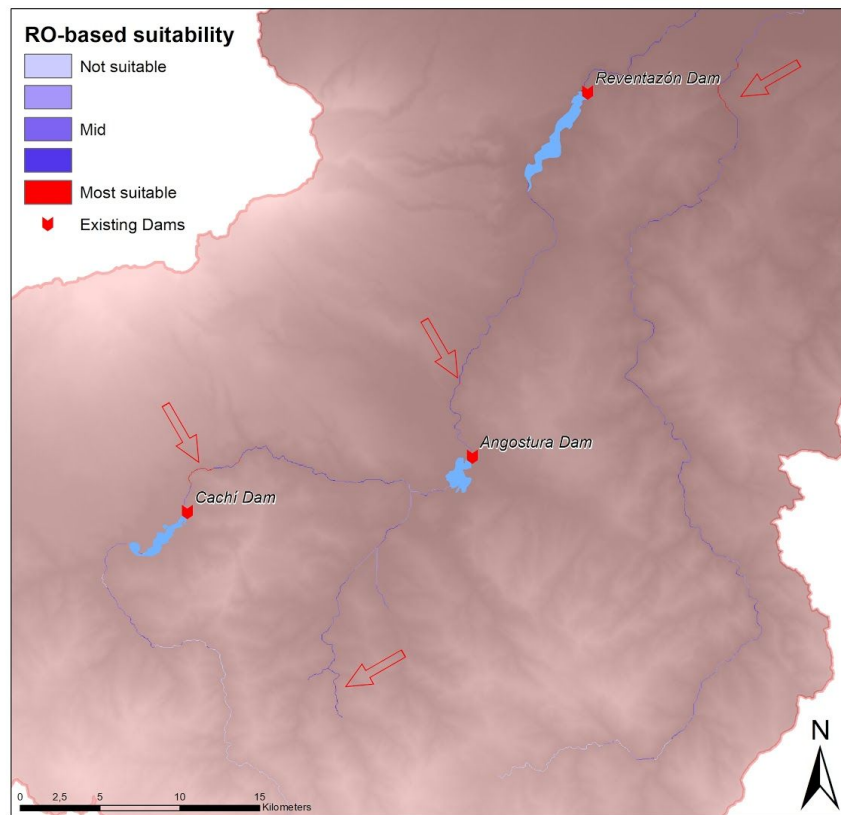 RO-based suitability
Not suitable
Mid
Most suitable
Existing Dams
Reventazón Dam
Angostura Dam
Cachí Dam
N
0 2,5 5 10 15
Kilometers